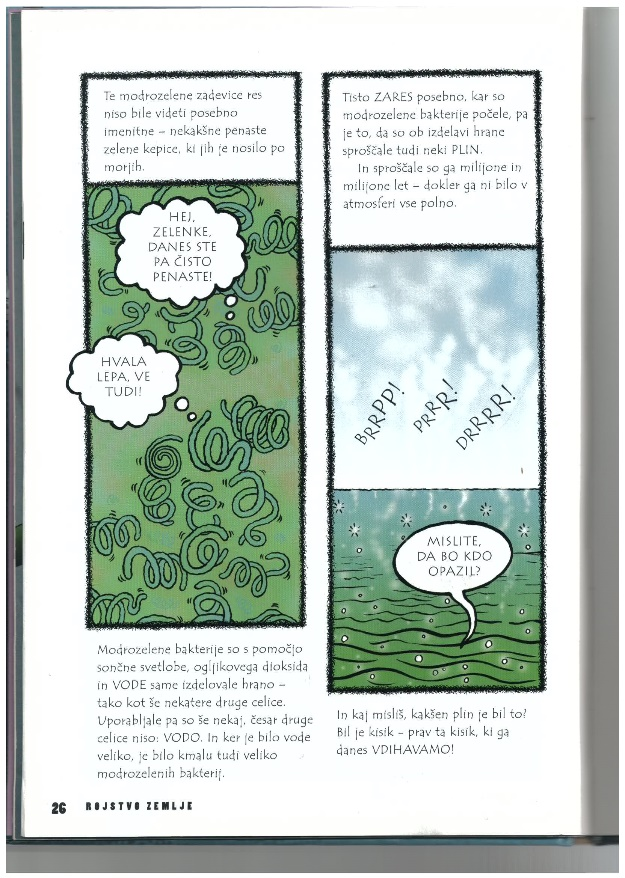 Te modrozelene zadevice res
niso bile videti posebno
imenitne – nekakšne penaste
zelene kepice, ki jih je nosilo po
morjih.
HEJ,
ZELENKE,
DANES STE
PA ČISTO
PENASTE!
HVALA
LEPA, VE
TUDI!
Modrozelene bakterije so s pomočjo
sončne svetlobe, ogljikovega dioksida
in VODE same izdelovale hrano –
tako kot še nekatere druge celice.
Uporabljale pa so še nekaj, česar druge
celice niso: VODO. In ker je bilo vode
veliko, je bilo kmalu tudi veliko
modrozelenih bakterij.
Tisto ZARES posebno, kar so
modrozelene bakterije počele, pa
je to, da so ob izdelavi hrane
sproščale tudi neki PLIN.
In sproščale so ga milijone in
milijone let – dokler ga ni bilo v
atmosferi vse polno.
BRRPP!
PRRR!
DRRRR!
MISLITE,
DA BO KDO
OPAZIL?
In kaj misliš, kakšen plin je bil to?
Bil je kisik – prav ta kisik, ki ga
danes VDIHAVAMO!
26 ROJSTVO ZEMLJE